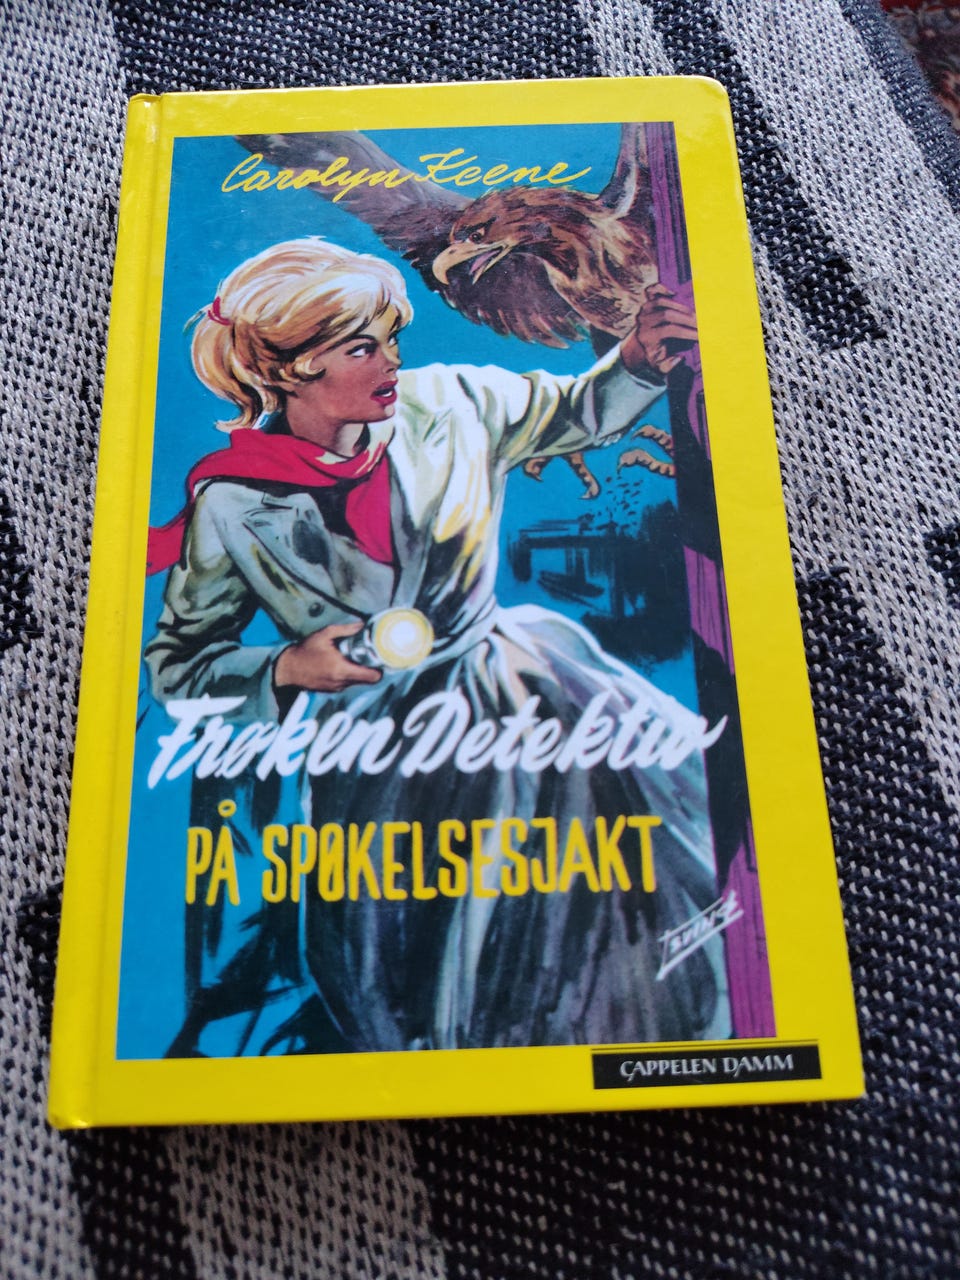 Carolyn Keene
Frøken Detektiv
PÅ SPØKELSESJAKT
CAPPELEN DAMM